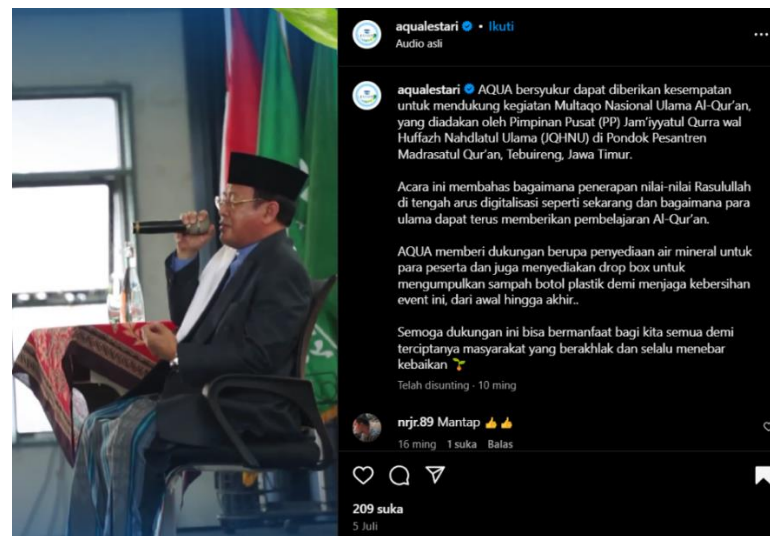 aqualestari • Ikuti
Audio asli
aqualestari AQUA bersyukur dapat diberikan kesempatan
untuk mendukung kegiatan Multaqo Nasional Ulama Al-Qur'an,
yang diadakan oleh Pimpinan Pusat (PP) Jam'iyyatul Qurra wal
Huffazh Nahdlatul Ulama (JQHNU) di Pondok Pesantren
Madrasatul Qur'an, Tebuireng, Jawa Timur.
Acara ini membahas bagaimana penerapan nilai-nilai Rasulullah
di tengah arus digitalisasi seperti sekarang dan bagaimana para
ulama dapat terus memberikan pembelajaran Al-Qur'an.
AQUA memberi dukungan berupa penyediaan air mineral untuk
para peserta dan juga menyediakan drop box untuk
mengumpulkan sampah botol plastik demi menjaga kebersihan
event ini, dari awal hingga akhir..
Semoga dukungan ini bisa bermanfaat bagi kita semua demi
terciptanya masyarakat yang berakhlak dan selalu menebar
kebaikan 🌱
Telah disunting · 10 ming
nrjr.89 Mantap 👍👍
16 ming 1 suka Balas
209 suka
5 Juli